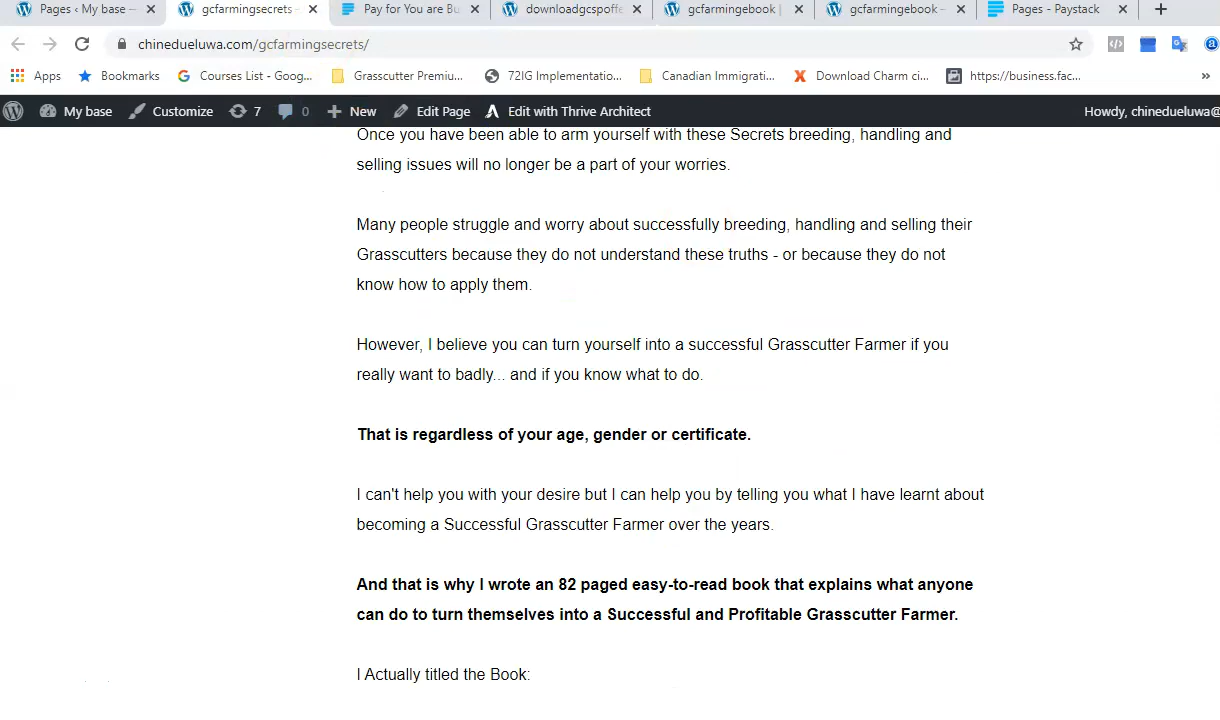 Pages ‹ My base –
gcfarmingsecrets –
Pay for You are Bu
downloadgcspoffe
gcfarmingebook |
gcfarmingebook –
Pages - Paystack
chinedueluwa.com/gcfarmingsecrets/
Apps
Bookmarks
Courses List - Goog...
Grasscutter Premiu...
72IG Implementatio...
Canadian Immigrati...
Download Charm ci...
https://business.fac...
»
My base
Customize
7
0
New
Edit Page
Edit with Thrive Architect
Howdy, chinedueluwa@
Once you have been able to arm yourself with these Secrets breeding, handling and
selling issues will no longer be a part of your worries.
Many people struggle and worry about successfully breeding, handling and selling their
Grasscutters because they do not understand these truths - or because they do not
know how to apply them.
However, I believe you can turn yourself into a successful Grasscutter Farmer if you
really want to badly... and if you know what to do.
That is regardless of your age, gender or certificate.
I can't help you with your desire but I can help you by telling you what I have learnt about
becoming a Successful Grasscutter Farmer over the years.
And that is why I wrote an 82 paged easy-to-read book that explains what anyone
can do to turn themselves into a Successful and Profitable Grasscutter Farmer.
I Actually titled the Book: